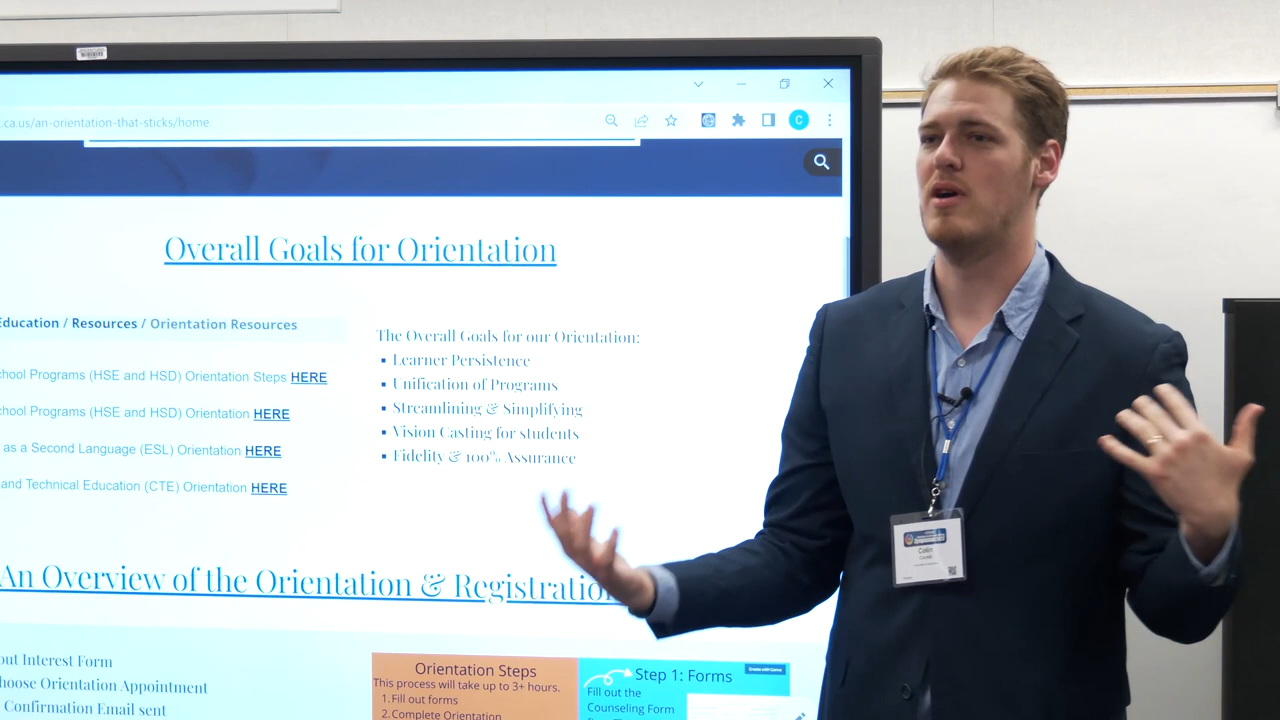 .ca.us/an-orientation-that-sticks/home
C
Overall Goals for Orientation
Education / Resources / Orientation Resources
chool Programs (HSE and HSD) Orientation Steps HERE
chool Programs (HSE and HSD) Orientation HERE
as a Second Language (ESL) Orientation HERE
and Technical Education (CTE) Orientation HERE
The Overall Goals for our Orientation:
Learner Persistence
Unification of Programs
Streamlining & Simplifying
Vision Casting for students
Fidelity & 100% Assurance
An Overview of the Orientation & Registratio
out Interest Form
hoose Orientation Appointment
Confirmation Email sent
Orientation Steps
This process will take up to 3+ hours.
1. Fill out forms
2. Complete Orientation
Step 1: Forms
Fill out the
Counseling Form
Colin